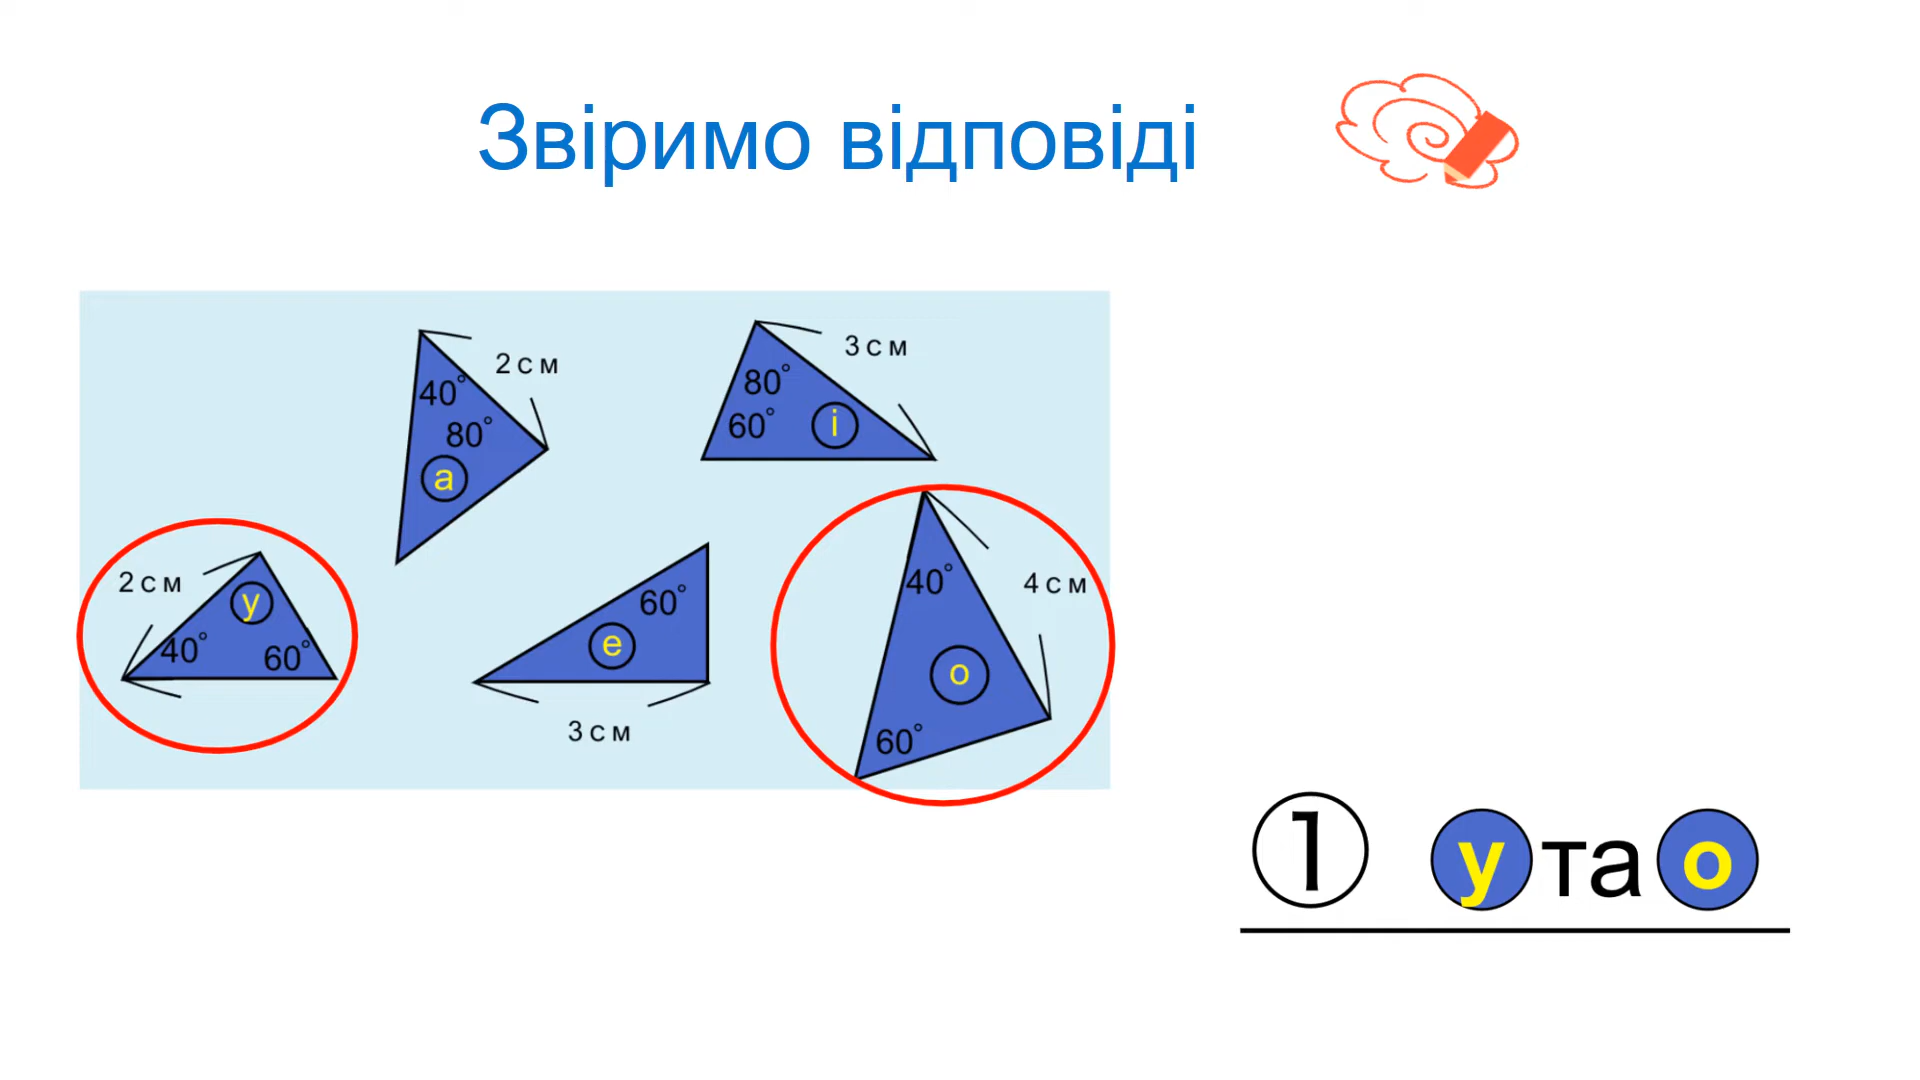 Звіримо відповіді
2 см
40°
80°
а
3 см
80°
60°
і
2 см
у
40°
60°
60°
е
3 см
40°
4 см
о
60°
1 у та о